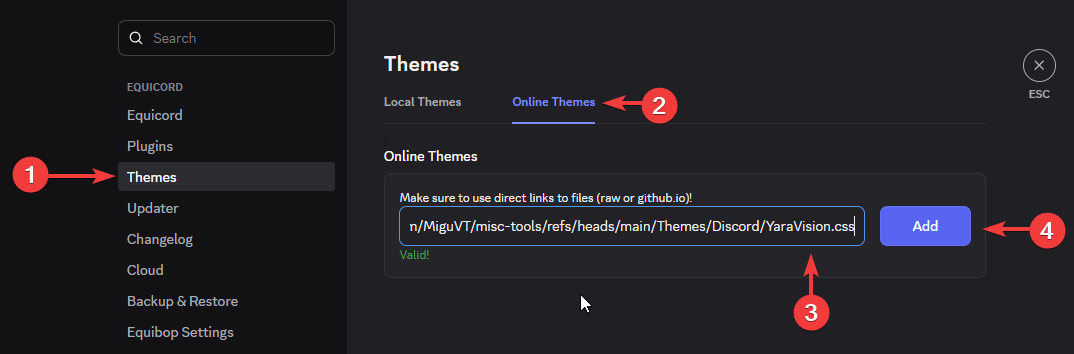 Search
EQUICORD
Equicord
Plugins
Themes
Updater
Changelog
Cloud
Backup & Restore
Equibop Settings
1
Themes
Local Themes
Online Themes
2
ESC
Online Themes
Make sure to use direct links to files (raw or github.io)!
n/MiguVT/misc-tools/refs/heads/main/Themes/Discord/YaraVision.css
Add
4
Valid!
3